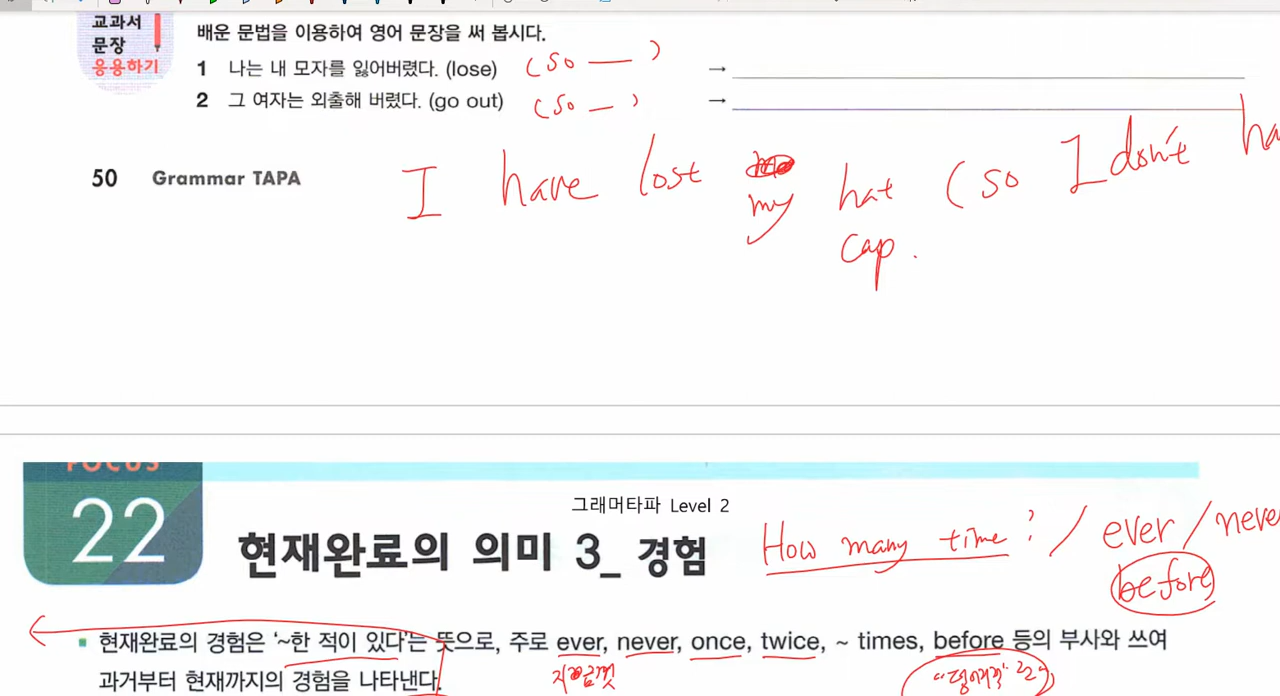 교과서
문장
응용하기
배운 문법을 이용하여 영어 문장을 써 봅시다.
1 나는 내 모자를 잃어버렸다. (lose) (so — ) →
2 그 여자는 외출해 버렸다. (go out) (so — ) →
50 Grammar TAPA
I have lost my hat (so I don't ha
cap.
FOCUS
22
그래머타파 Level 2
현재완료의 의미 3_ 경험
How many time? / ever / never
before
현재완료의 경험은 '~한 적이 있다'는 뜻으로, 주로 ever, never, once, twice, ~ times, before 등의 부사와 쓰여
과거부터 현재까지의 경험을 나타낸다.